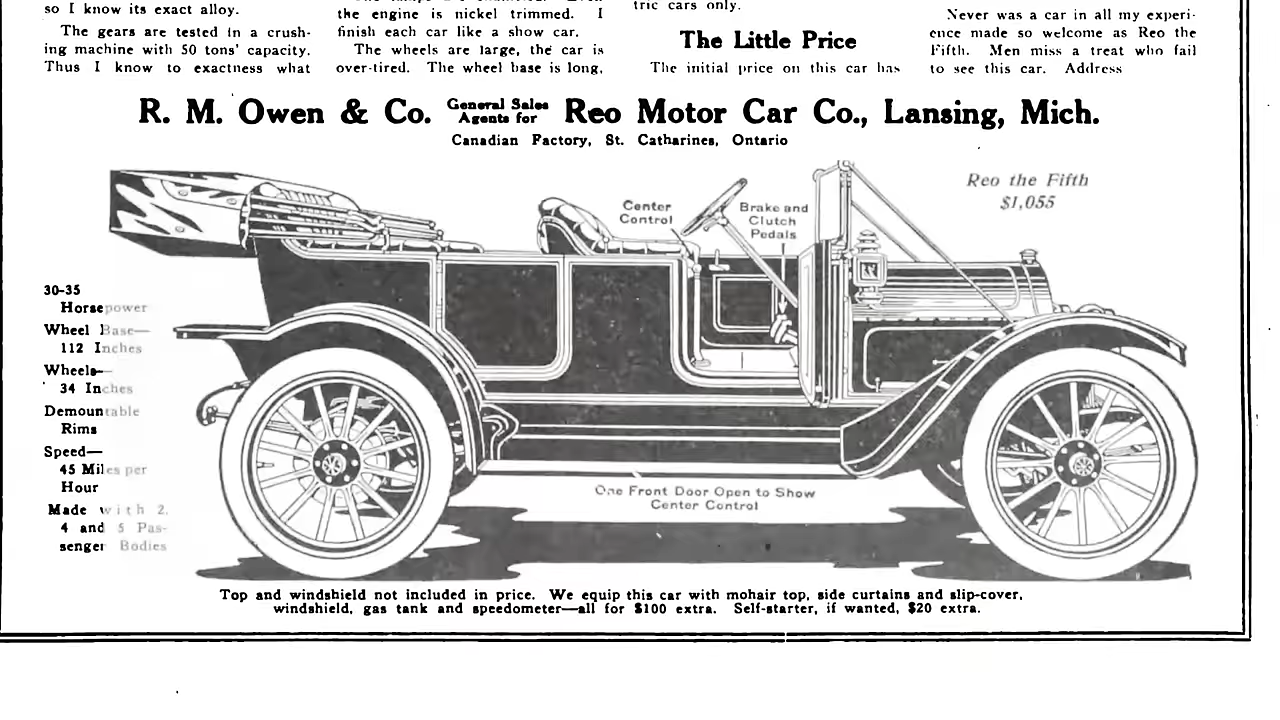 so I know its exact alloy.
The gears are tested in a crush-
ing machine with 50 tons' capacity.
Thus I know to exactness what
the engine is nickel trimmed. I
finish each car like a show car.
The wheels are large, the car is
over-tired. The wheel base is long,
tric cars only.
The Little Price
The initial price on this car has
Never was a car in all my experi-
ence made so welcome as Reo the
Fifth. Men miss a treat who fail
to see this car. Address
R. M. Owen & Co. General Sales Agents for Reo Motor Car Co., Lansing, Mich.
Canadian Factory, St. Catharines, Ontario
Reo the Fifth
$1,055
Center
Control
Brake and
Clutch
Pedals
30-35
Horsepower
Wheel Base—
112 Inches
Wheels—
34 Inches
Demountable
Rims
Speed—
45 Miles per
Hour
Made with 2,
4 and 5 Pas-
senger Bodies
One Front Door Open to Show
Center Control
Top and windshield not included in price. We equip this car with mohair top, side curtains and slip-cover,
windshield, gas tank and speedometer—all for $100 extra. Self-starter, if wanted, $20 extra.